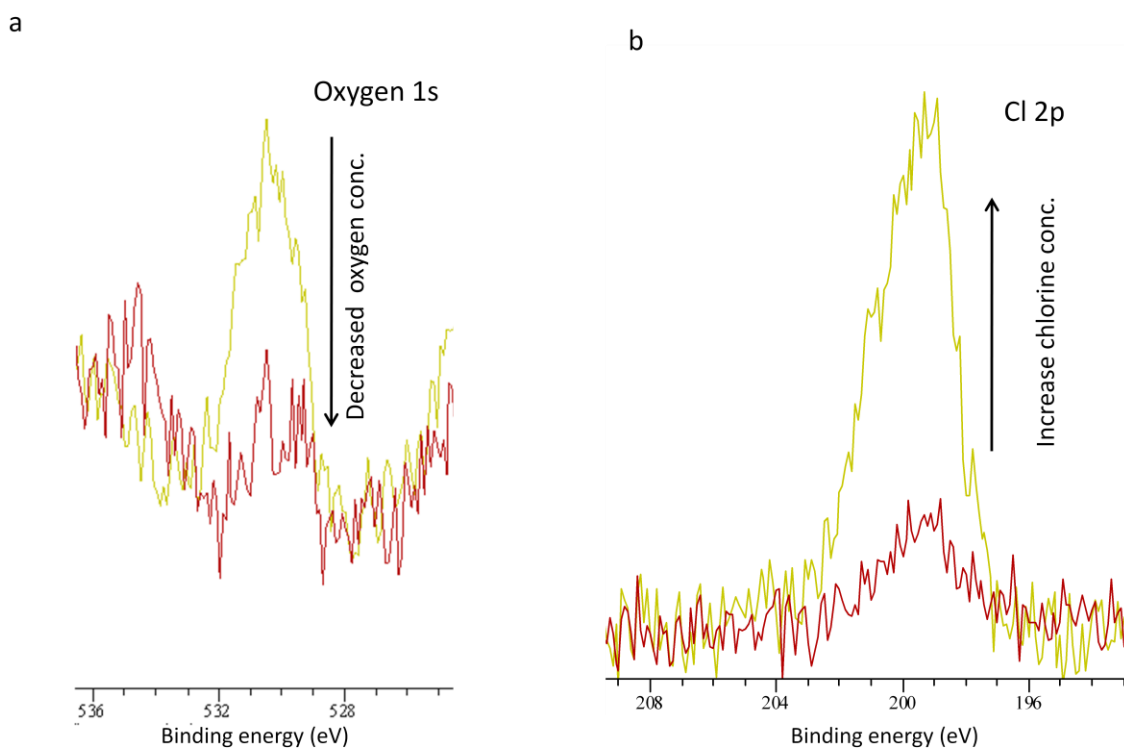 a
Oxygen 1s
Decreased oxygen conc.
536
532
528
Binding energy (eV)
b
Cl 2p
Increase chlorine conc.
208
204
200
196
Binding energy (eV)